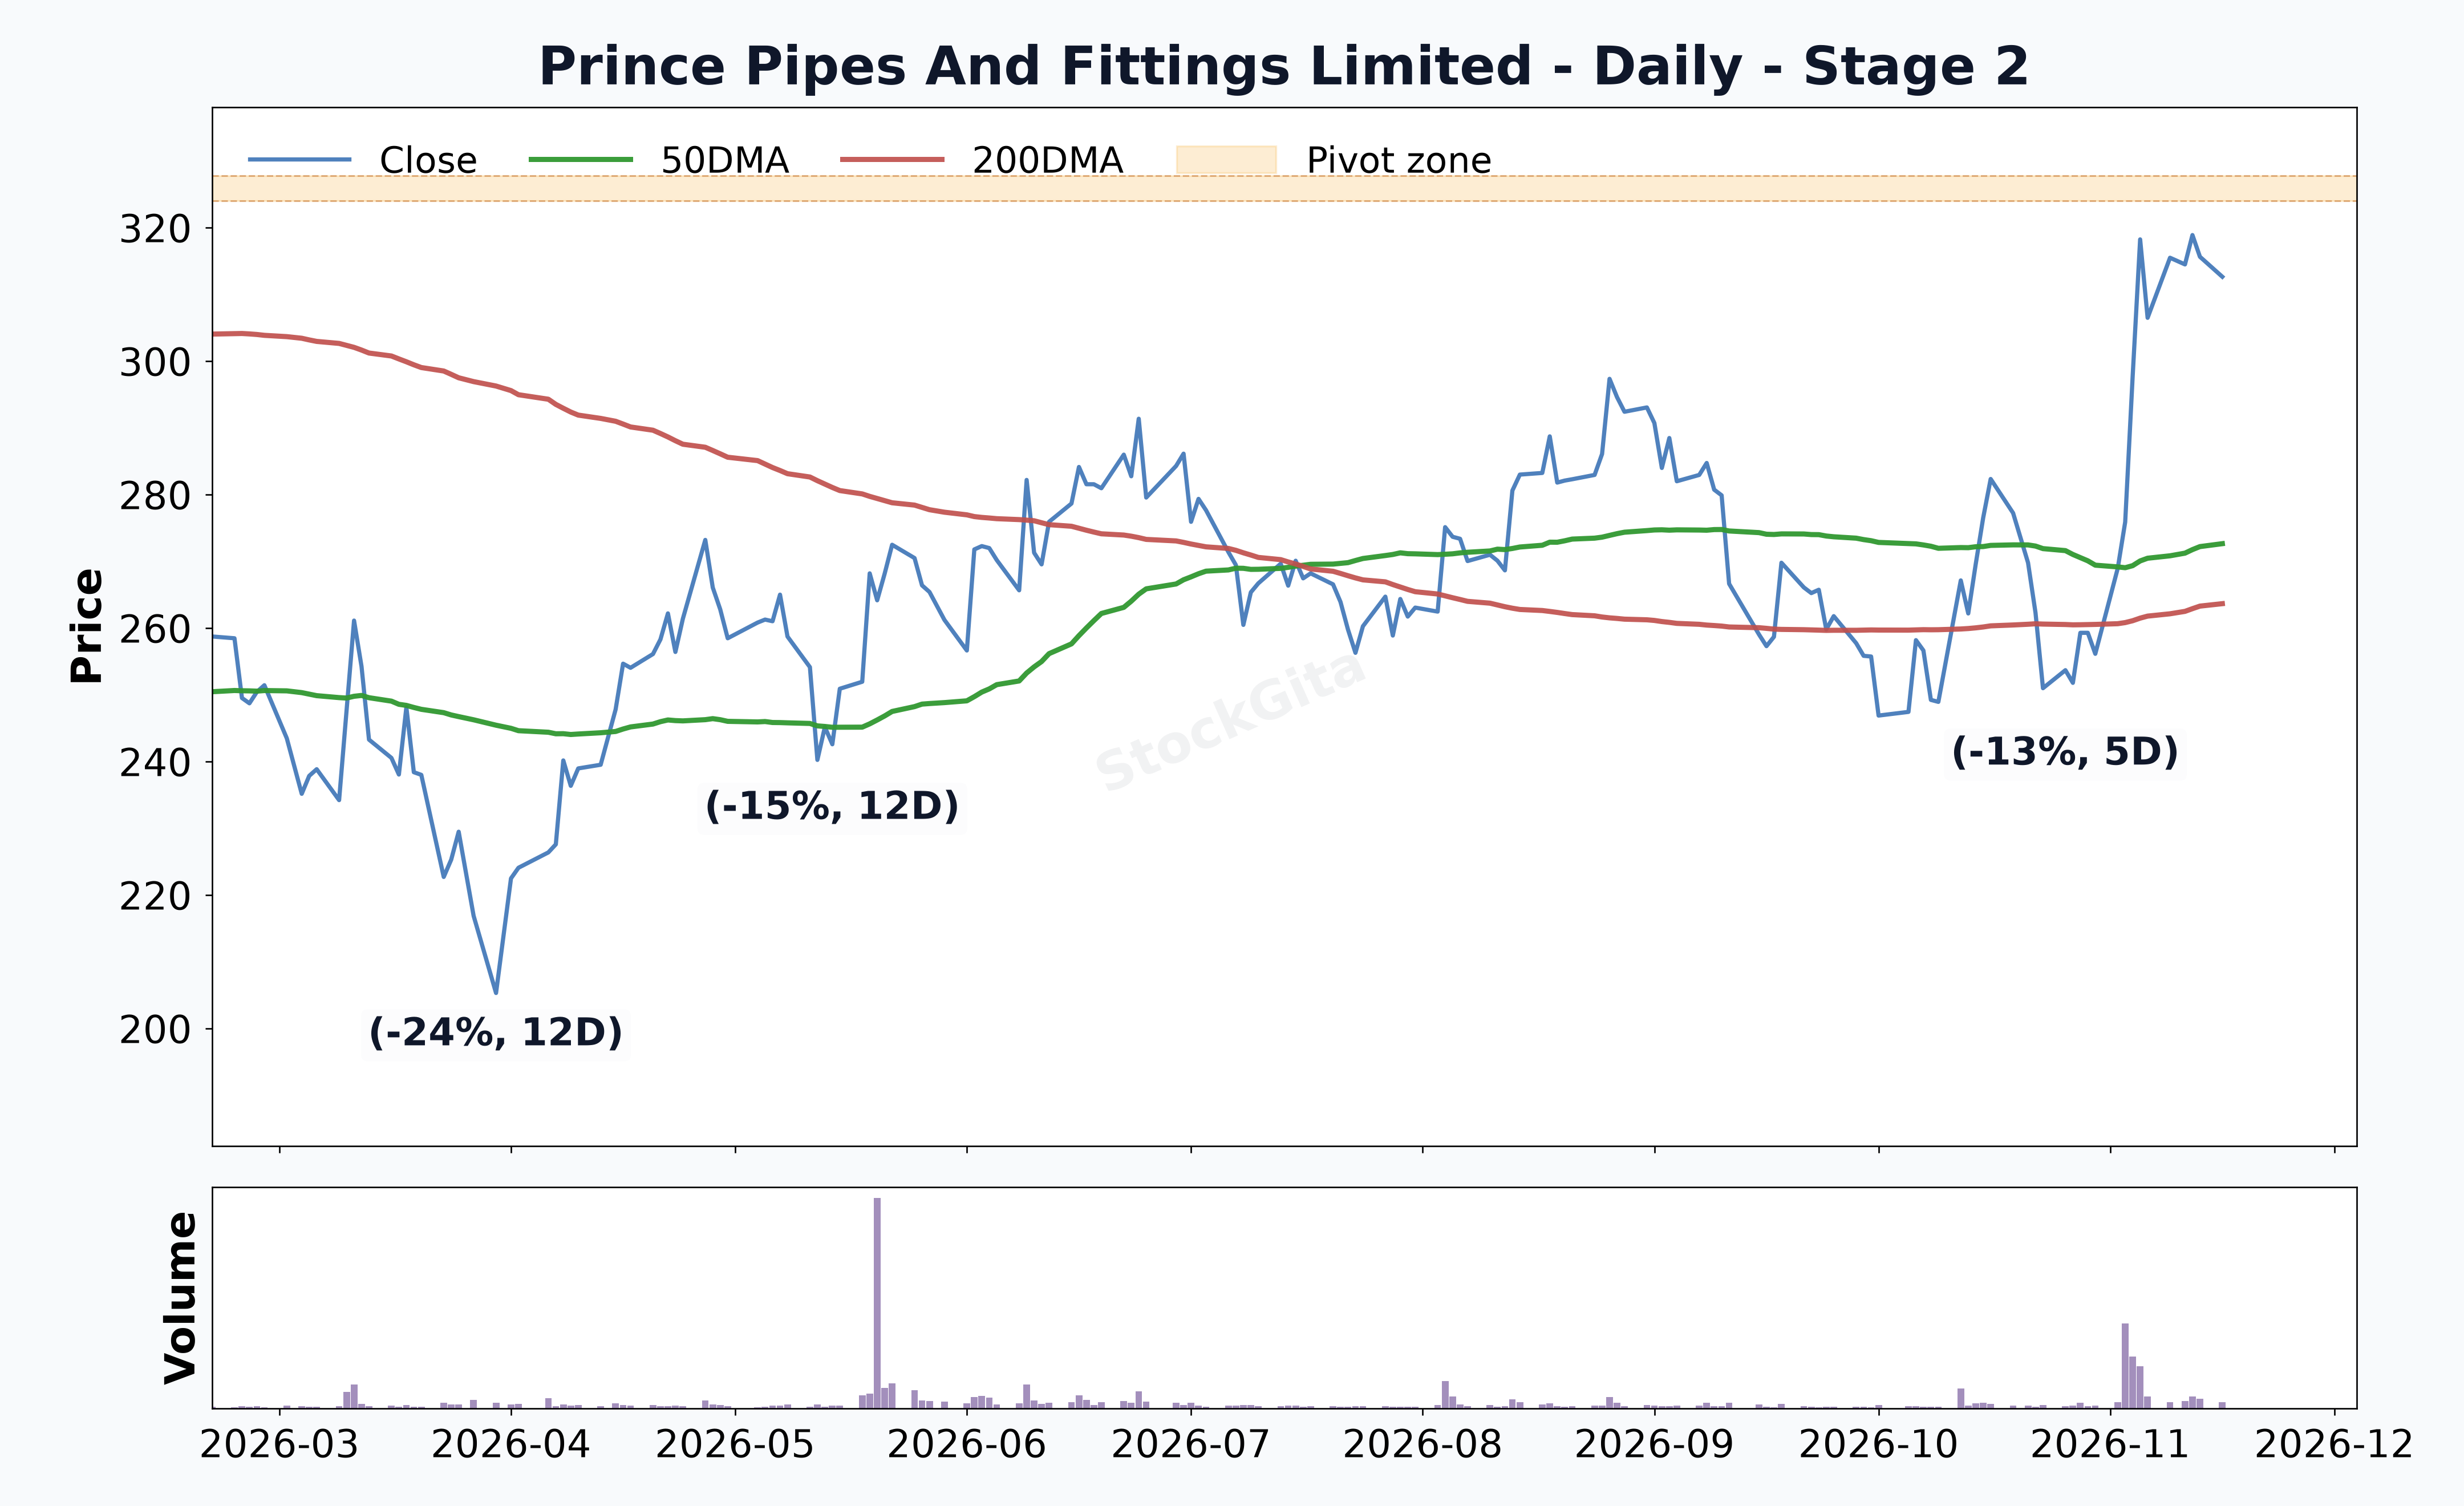 Prince Pipes And Fittings Limited - Daily - Stage 2
Close 50DMA 200DMA Pivot zone
320
300
280
260
240
220
200
Price
StockGita
(-13%, 5D)
(-15%, 12D)
(-24%, 12D)
Volume
2026-03 2026-04 2026-05 2026-06 2026-07 2026-08 2026-09 2026-10 2026-11 2026-12